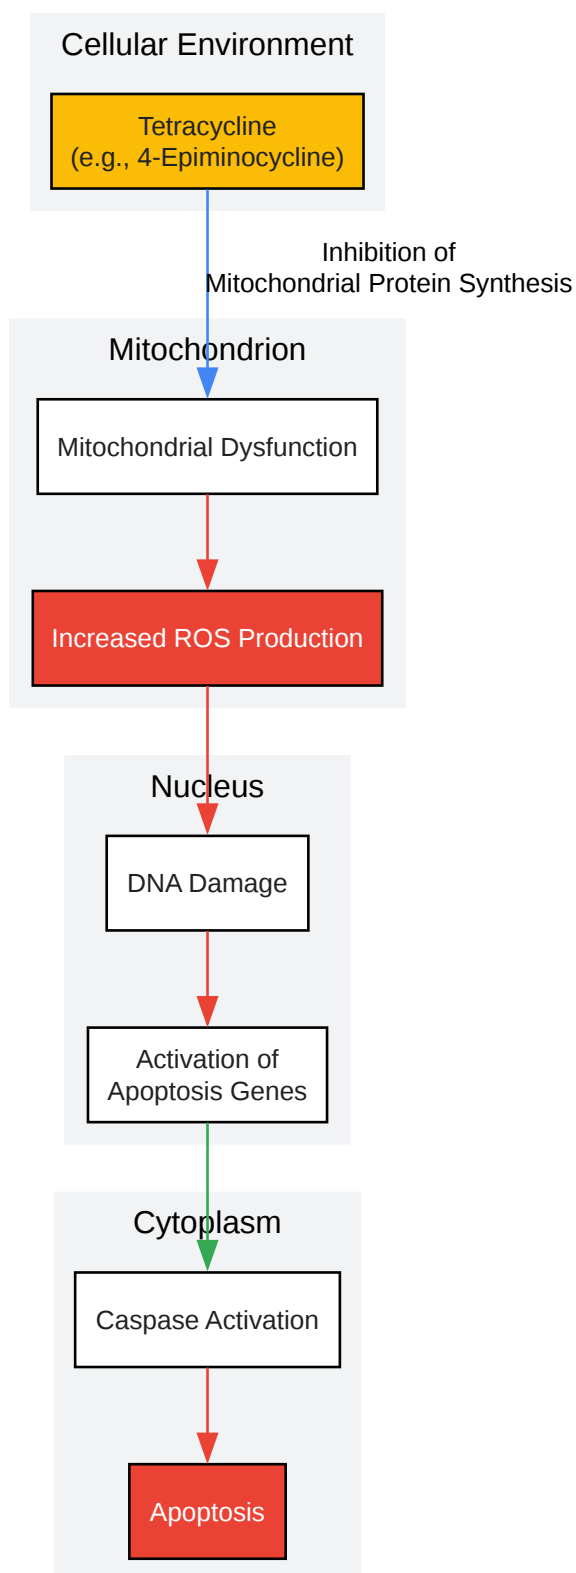 Cellular Environment
Tetracycline
(e.g., 4-Epiminocycline)
Inhibition of
Mitochondrial Protein Synthesis
Mitochondrion
Mitochondrial Dysfunction
Increased ROS Production
Nucleus
DNA Damage
Activation of
Apoptosis Genes
Cytoplasm
Caspase Activation
Apoptosis